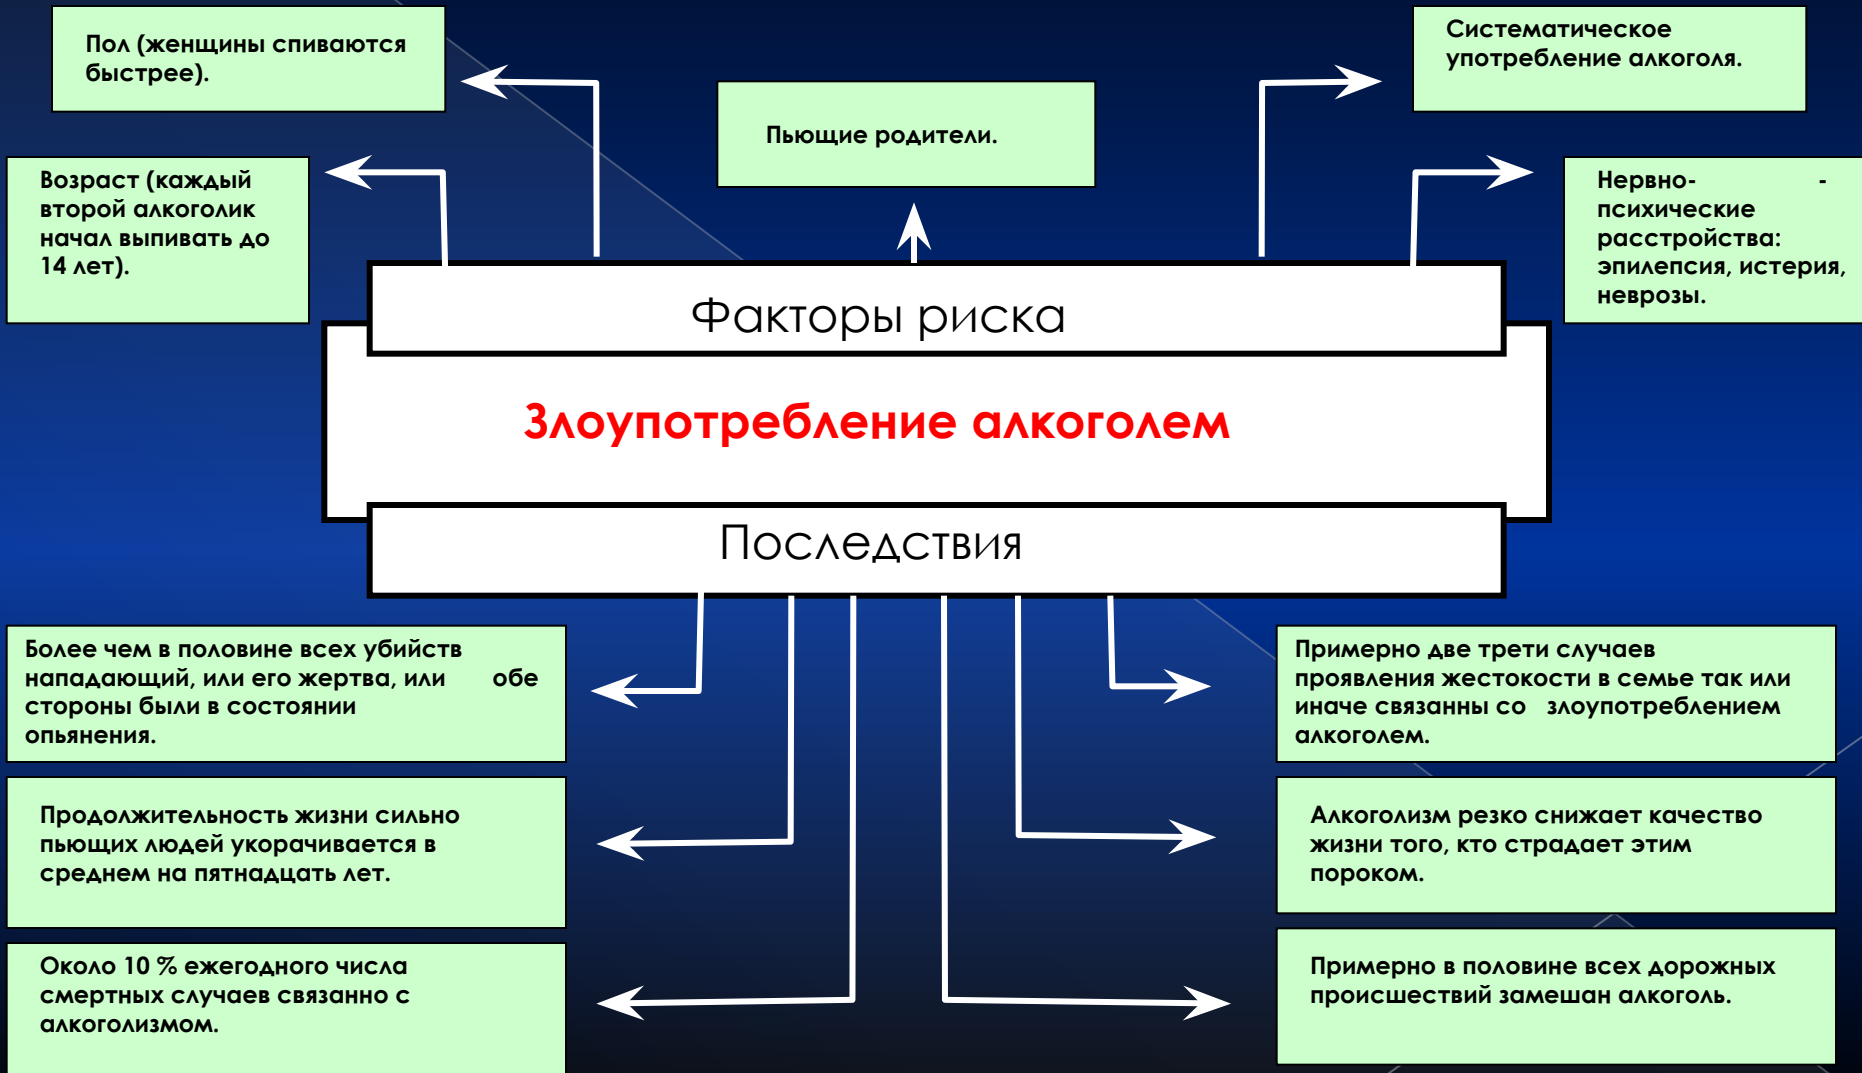 Пол (женщины спиваются
быстрее).
Систематическое
употребление алкоголя.
Пьющие родители.
Возраст (каждый
второй алкоголик
начал выпивать до
14 лет).
Нервно- -
психические
расстройства:
эпилепсия, истерия,
неврозы.
Факторы риска
Злоупотребление алкоголем
Последствия
Более чем в половине всех убийств
нападающий, или его жертва, или обе
стороны были в состоянии
опьянения.
Примерно две трети случаев
проявления жестокости в семье так или
иначе связанны со злоупотреблением
алкоголем.
Продолжительность жизни сильно
пьющих людей укорачивается в
среднем на пятнадцать лет.
Алкоголизм резко снижает качество
жизни того, кто страдает этим
пороком.
Около 10 % ежегодного числа
смертных случаев связанно с
алкоголизмом.
Примерно в половине всех дорожных
происшествий замешан алкоголь.